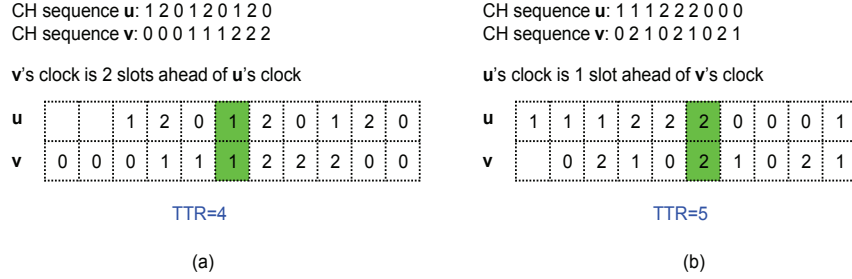 CH sequence u: 1 2 0 1 2 0 1 2 0
CH sequence v: 0 0 0 1 1 1 2 2 2
v's clock is 2 slots ahead of u's clock
u 1 2 0 1 2 0 1 2 0
v 0 0 0 1 1 1 2 2 2 0 0
TTR=4
(a)
CH sequence u: 1 1 1 2 2 2 0 0 0
CH sequence v: 0 2 1 0 2 1 0 2 1
u's clock is 1 slot ahead of v's clock
u 1 1 1 2 2 2 0 0 0 1
v 0 2 1 0 2 1 0 2 1
TTR=5
(b)